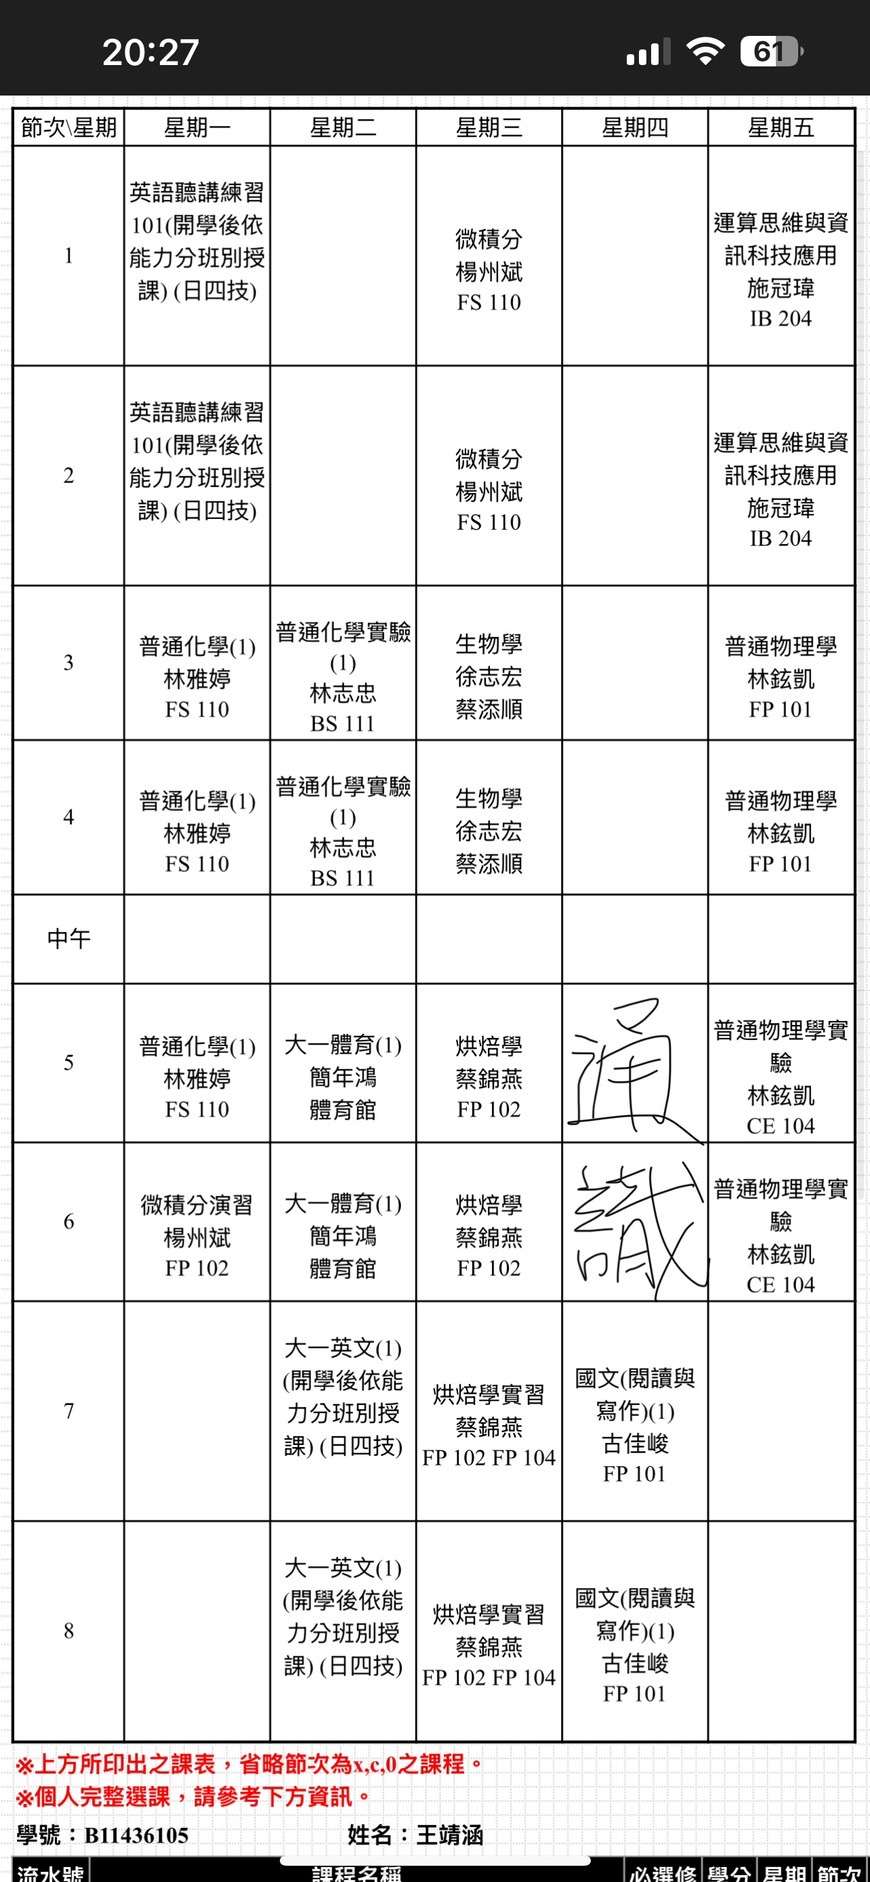 20:27
61
節次\星期 星期一 星期二 星期三 星期四 星期五
1
英語聽講練習
101(開學後依
能力分班別授
課) (日四技)
微積分
楊州斌
FS 110
運算思維與資
訊科技應用
施冠瑋
IB 204
2
英語聽講練習
101(開學後依
能力分班別授
課) (日四技)
微積分
楊州斌
FS 110
運算思維與資
訊科技應用
施冠瑋
IB 204
3
普通化學(1)
林雅婷
FS 110
普通化學實驗
(1)
林志忠
BS 111
生物學
徐志宏
蔡添順
普通物理學
林鉉凱
FP 101
4
普通化學(1)
林雅婷
FS 110
普通化學實驗
(1)
林志忠
BS 111
生物學
徐志宏
蔡添順
普通物理學
林鉉凱
FP 101
中午
5
普通化學(1)
林雅婷
FS 110
大一體育(1)
簡年鴻
體育館
烘焙學
蔡錦燕
FP 102
通
普通物理學實
驗
林鉉凱
CE 104
6
微積分演習
楊州斌
FP 102
大一體育(1)
簡年鴻
體育館
烘焙學
蔡錦燕
FP 102
識
普通物理學實
驗
林鉉凱
CE 104
7
大一英文(1)
(開學後依能
力分班別授
課) (日四技)
烘焙學實習
蔡錦燕
FP 102 FP 104
國文(閱讀與
寫作)(1)
古佳峻
FP 101
8
大一英文(1)
(開學後依能
力分班別授
課) (日四技)
烘焙學實習
蔡錦燕
FP 102 FP 104
國文(閱讀與
寫作)(1)
古佳峻
FP 101
※上方所印出之課表，省略節次為x,c,0之課程。
※個人完整選課，請參考下方資訊。
學號：B11436105 姓名：王靖涵
流水號 課程名稱 必選修 學分 星期 節次